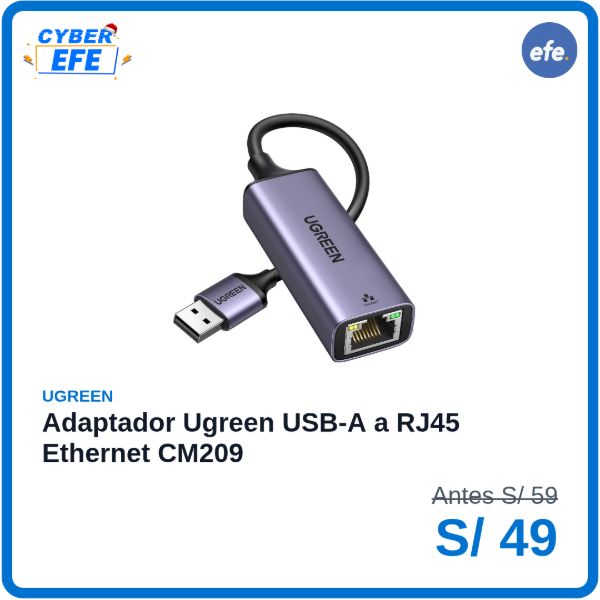 CYBER
EFE
efe.
UGREEN
UGREEN
UGREEN
Adaptador Ugreen USB-A a RJ45
Ethernet CM209
Antes S/ 59
S/ 49